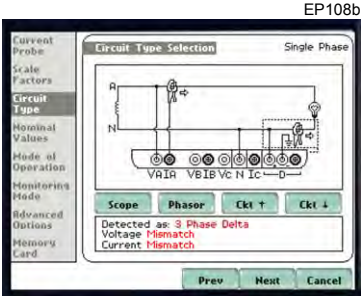 EP108b
Current
Probe
Scale
Factors
Circuit
Type
Nominal
Values
Mode of
Operation
Monitoring
Mode
Advanced
Options
Memory
Card
Circuit Type Selection
Single Phase
A
N
VA IA VB IB Vc N Ic D
Scope
Phasor
Ckt ↑
Ckt ↓
Detected as: 3 Phase Delta
Voltage Mismatch
Current Mismatch
Prev
Next
Cancel